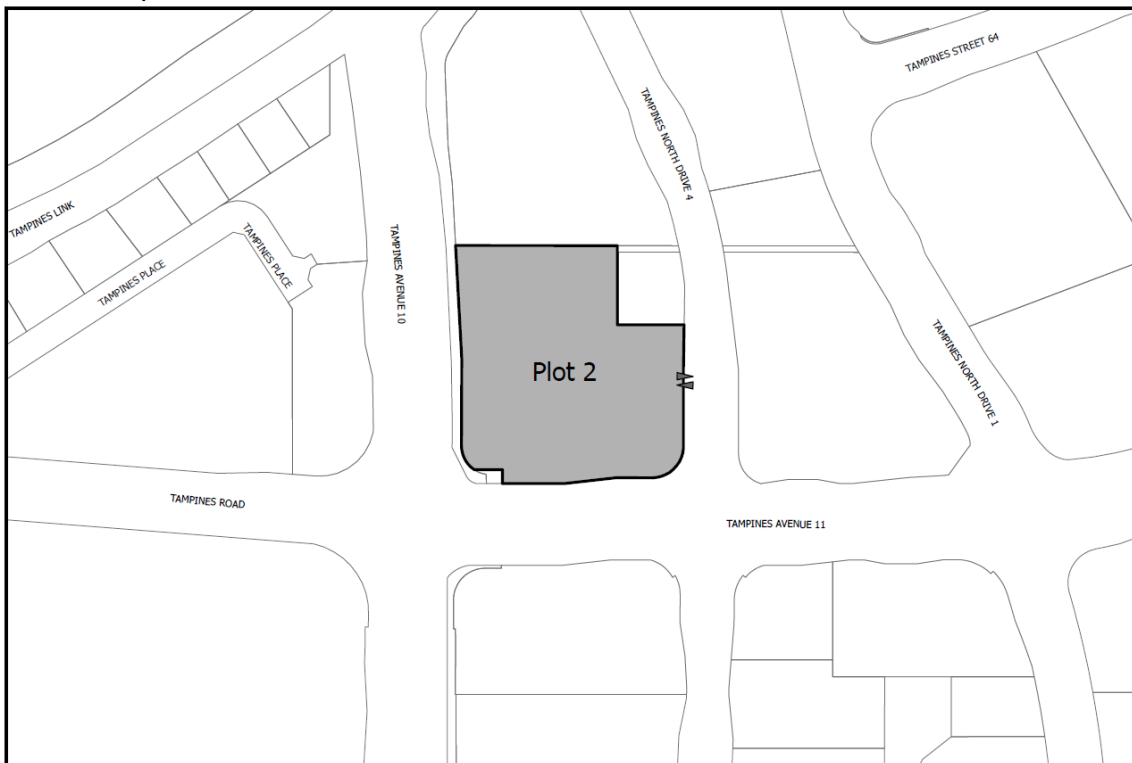 TAMPINES STREET 64
TAMPINES NORTH DRIVE 4
TAMPINES LINK
TAMPINES PLACE
TAMPINES PLACE
TAMPINES AVENUE 10
TAMPINES NORTH DRIVE 1
Plot 2
TAMPINES ROAD
TAMPINES AVENUE 11